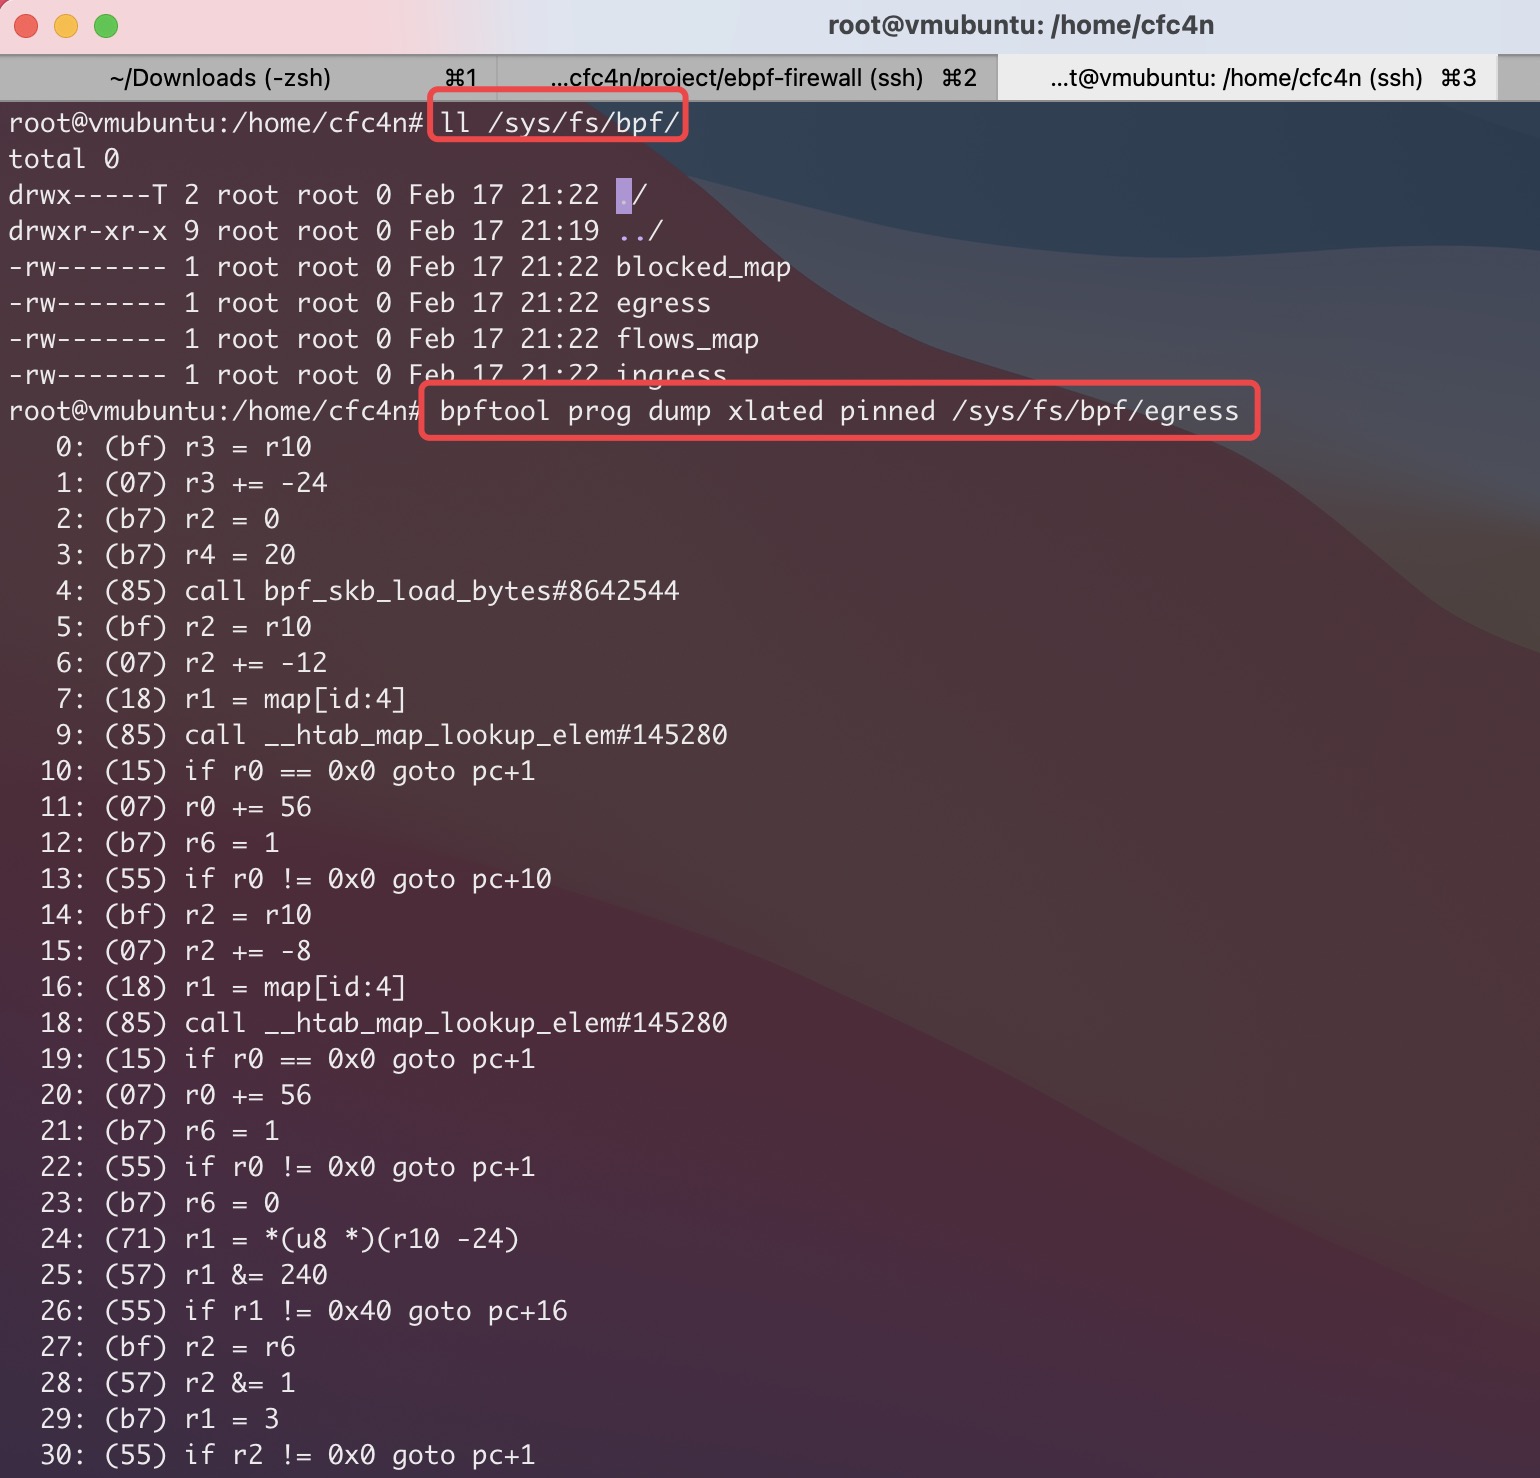 root@vmubuntu: /home/cfc4n
~/Downloads (-zsh) ⌘1 ...cfc4n/project/ebpf-firewall (ssh) ⌘2 ...t@vmubuntu: /home/cfc4n (ssh) ⌘3
root@vmubuntu:/home/cfc4n# ll /sys/fs/bpf/
total 0
drwx-----T 2 root root 0 Feb 17 21:22 ./
drwxr-xr-x 9 root root 0 Feb 17 21:19 ../
-rw------- 1 root root 0 Feb 17 21:22 blocked_map
-rw------- 1 root root 0 Feb 17 21:22 egress
-rw------- 1 root root 0 Feb 17 21:22 flows_map
-rw------- 1 root root 0 Feb 17 21:22 ingress
root@vmubuntu:/home/cfc4n# bpftool prog dump xlated pinned /sys/fs/bpf/egress
0: (bf) r3 = r10
1: (07) r3 += -24
2: (b7) r2 = 0
3: (b7) r4 = 20
4: (85) call bpf_skb_load_bytes#8642544
5: (bf) r2 = r10
6: (07) r2 += -12
7: (18) r1 = map[id:4]
9: (85) call __htab_map_lookup_elem#145280
10: (15) if r0 == 0x0 goto pc+1
11: (07) r0 += 56
12: (b7) r6 = 1
13: (55) if r0 != 0x0 goto pc+10
14: (bf) r2 = r10
15: (07) r2 += -8
16: (18) r1 = map[id:4]
18: (85) call __htab_map_lookup_elem#145280
19: (15) if r0 == 0x0 goto pc+1
20: (07) r0 += 56
21: (b7) r6 = 1
22: (55) if r0 != 0x0 goto pc+1
23: (b7) r6 = 0
24: (71) r1 = *(u8 *)(r10 -24)
25: (57) r1 &= 240
26: (55) if r1 != 0x40 goto pc+16
27: (bf) r2 = r6
28: (57) r2 &= 1
29: (b7) r1 = 3
30: (55) if r2 != 0x0 goto pc+1